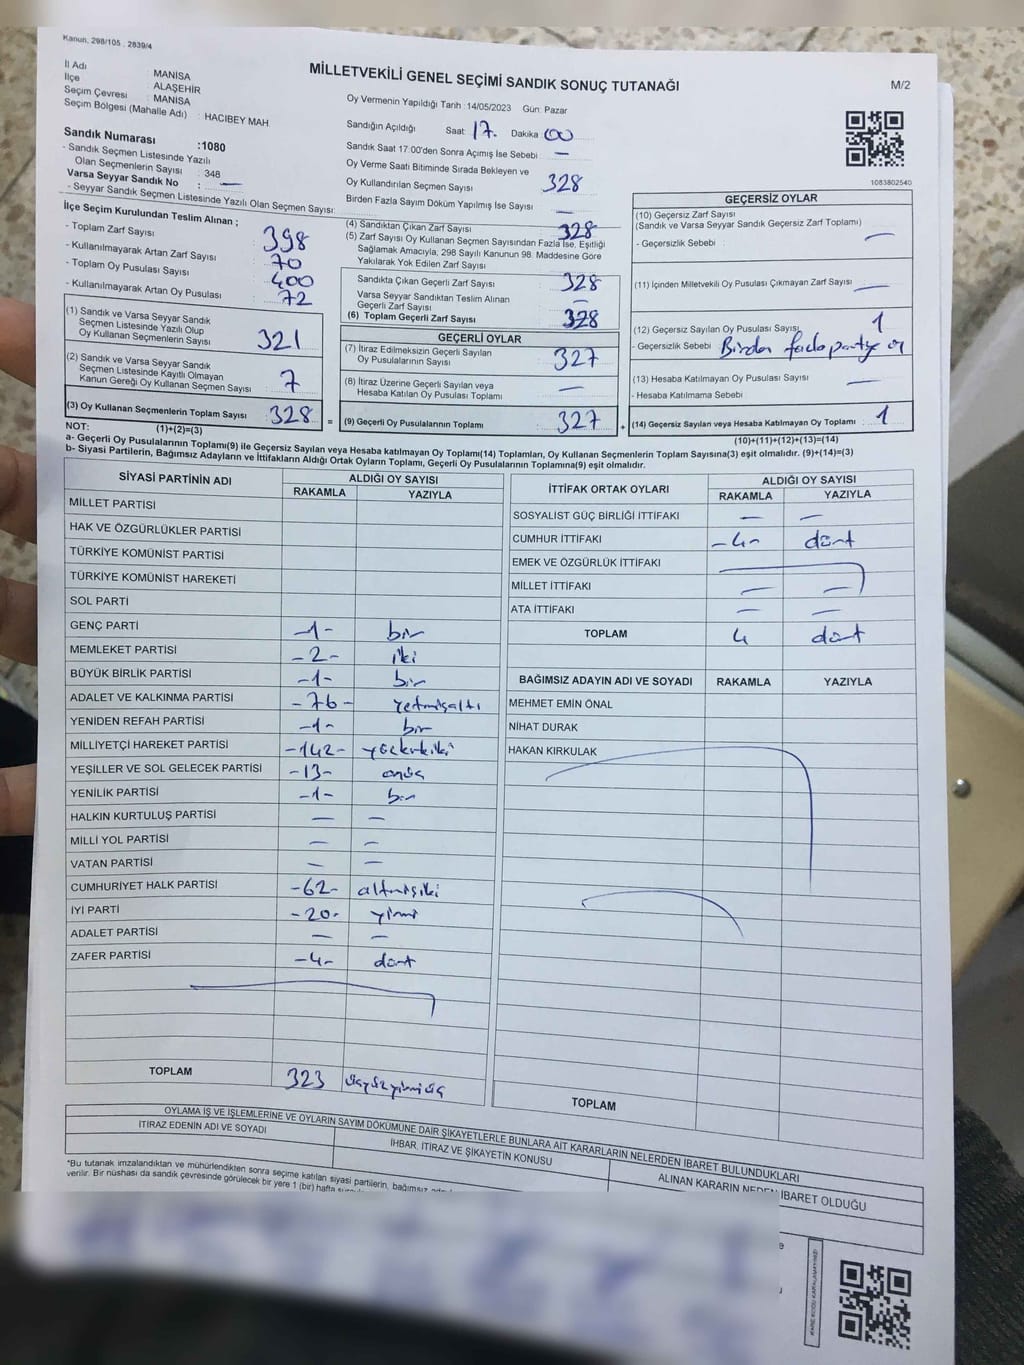 Kanun, 298/105 , 2839/4
MİLLETVEKİLİ GENEL SEÇİMİ SANDIK SONUÇ TUTANAĞI
M/2
İl Adı : MANİSA
İlçe : ALAŞEHİR
Seçim Çevresi : MANİSA
Seçim Bölgesi (Mahalle Adı) : HACIBEY MAH
Sandık Numarası :1080
- Sandık Seçmen Listesinde Yazılı
Olan Seçmenlerin Sayısı : 348
Varsa Seyyar Sandık No : —
- Seyyar Sandık Seçmen Listesinde Yazılı Olan Seçmen Sayısı :
Oy Vermenin Yapıldığı Tarih :14/05/2023 Gün: Pazar
Sandığın Açıldığı Saat 17. Dakika 00
Sandık Saat 17:00'den Sonra Açımış İse Sebebi —
Oy Verme Saati Bitiminde Sırada Bekleyen ve
Oy Kullandırılan Seçmen Sayısı 328
Birden Fazla Sayım Döküm Yapılmış İse Sayısı —
1083802540
İlçe Seçim Kurulundan Teslim Alınan ;
- Toplam Zarf Sayısı : 398
- Kullanılmayarak Artan Zarf Sayısı : 70
- Toplam Oy Pusulası Sayısı : 400
- Kullanılmayarak Artan Oy Pusulası : 72
(1) Sandık ve Varsa Seyyar Sandık
Seçmen Listesinde Yazılı Olup
Oy Kullanan Seçmenlerin Sayısı : 321
(2) Sandık ve Varsa Seyyar Sandık
Seçmen Listesinde Kayıtlı Olmayan
Kanun Gereği Oy Kullanan Seçmen Sayısı : 7
(3) Oy Kullanan Seçmenlerin Toplam Sayısı : 328
(4) Sandıktan Çıkan Zarf Sayısı : 328
(5) Zarf Sayısı Oy Kullanan Seçmen Sayısından Fazla İse, Eşitliği
Sağlamak Amacıyla, 298 Sayılı Kanunun 98. Maddesine Göre
Yakılarak Yok Edilen Zarf Sayısı
Sandıkta Çıkan Geçerli Zarf Sayısı : 328
Varsa Seyyar Sandıktan Teslim Alınan
Geçerli Zarf Sayısı : —
(6) Toplam Geçerli Zarf Sayısı : 328
GEÇERLİ OYLAR
(7) İtiraz Edilmeksizin Geçerli Sayılan
Oy Pusulalarının Sayısı : 327
(8) İtiraz Üzerine Geçerli Sayılan veya
Hesaba Katılan Oy Pusulası Toplamı : —
= (9) Geçerli Oy Pusulalarının Toplamı : 327
GEÇERSİZ OYLAR
(10) Geçersiz Zarf Sayısı
(Sandık ve Varsa Seyyar Sandık Geçersiz Zarf Toplamı) : —
- Geçersizlik Sebebi :
(11) İçinden Milletvekili Oy Pusulası Çıkmayan Zarf Sayısı : —
(12) Geçersiz Sayılan Oy Pusulası Sayısı : 1
- Geçersizlik Sebebi Birden fazla partiye oy
(13) Hesaba Katılmayan Oy Pusulası Sayısı : —
- Hesaba Katılmama Sebebi
+ (14) Geçersiz Sayılan veya Hesaba Katılmayan Oy Toplamı : 1
NOT: (1)+(2)=(3)
(10)+(11)+(12)+(13)=(14)
a- Geçerli Oy Pusulalarının Toplamı(9) ile Geçersiz Sayılan veya Hesaba katılmayan Oy Toplamı(14) Toplamları, Oy Kullanan Seçmenlerin Toplam Sayısına(3) eşit olmalıdır. (9)+(14)=(3)
b- Siyasi Partilerin, Bağımsız Adayların ve İttifakların Aldığı Ortak Oyların Toplamı, Geçerli Oy Pusulalarının Toplamına(9) eşit olmalıdır.
SİYASİ PARTİNİN ADI ALDIĞI OY SAYISI
RAKAMLA YAZIYLA
MİLLET PARTİSİ
HAK VE ÖZGÜRLÜKLER PARTİSİ
TÜRKİYE KOMÜNİST PARTİSİ
TÜRKİYE KOMÜNİST HAREKETİ
SOL PARTİ
GENÇ PARTİ -1- bir
MEMLEKET PARTİSİ -2- iki
BÜYÜK BİRLİK PARTİSİ -1- bir
ADALET VE KALKINMA PARTİSİ -76- yetmişaltı
YENİDEN REFAH PARTİSİ -1- bir
MİLLİYETÇİ HAREKET PARTİSİ -142- yüzkırkiki
YEŞİLLER VE SOL GELECEK PARTİSİ -13- onüç
YENİLİK PARTİSİ -1- bir
HALKIN KURTULUŞ PARTİSİ — —
MİLLİ YOL PARTİSİ — —
VATAN PARTİSİ — —
CUMHURİYET HALK PARTİSİ -62- altmışiki
İYİ PARTİ -20- yirmi
ADALET PARTİSİ — —
ZAFER PARTİSİ -4- dört
TOPLAM 323 üçyüzyirmiüç
İTTİFAK ORTAK OYLARI ALDIĞI OY SAYISI
RAKAMLA YAZIYLA
SOSYALİST GÜÇ BİRLİĞİ İTTİFAKI — —
CUMHUR İTTİFAKI -4- dört
EMEK VE ÖZGÜRLÜK İTTİFAKI
MİLLET İTTİFAKI — —
ATA İTTİFAKI — —
TOPLAM 4 dört
BAĞIMSIZ ADAYIN ADI VE SOYADI RAKAMLA YAZIYLA
MEHMET EMİN ÖNAL
NİHAT DURAK
HAKAN KIRKULAK
TOPLAM
OYLAMA İŞ VE İŞLEMLERİNE VE OYLARIN SAYIM DÖKÜMÜNE DAİR ŞİKAYETLERLE BUNLARA AİT KARARLARIN NELERDEN İBARET BULUNDUKLARI
İTİRAZ EDENİN ADI VE SOYADI
İHBAR, İTİRAZ VE ŞİKAYETİN KONUSU
ALINAN KARARIN NEDEN İBARET OLDUĞU
*Bu tutanak imzalandıktan ve mühürlendikten sonra seçime katılan siyasi partilerin, bağımsız
verilir. Bir nüshası da sandık çevresinde görülecek bir yere 1 (bir) hafta